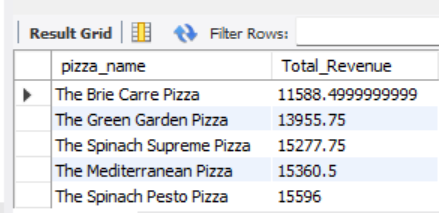 Result Grid Filter Rows:
pizza_name Total_Revenue
The Brie Carre Pizza 11588.4999999999
The Green Garden Pizza 13955.75
The Spinach Supreme Pizza 15277.75
The Mediterranean Pizza 15360.5
The Spinach Pesto Pizza 15596